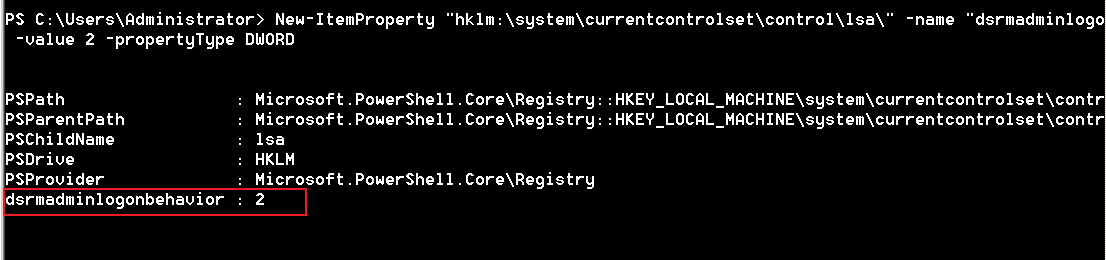 PS C:\Users\Administrator> New-ItemProperty "hklm:\system\currentcontrolset\control\lsa\" -name "dsrmadminlogo
-value 2 -propertyType DWORD
PSPath : Microsoft.PowerShell.Core\Registry::HKEY_LOCAL_MACHINE\system\currentcontrolset\contr
PSParentPath : Microsoft.PowerShell.Core\Registry::HKEY_LOCAL_MACHINE\system\currentcontrolset\contr
PSChildName : lsa
PSDrive : HKLM
PSProvider : Microsoft.PowerShell.Core\Registry
dsrmadminlogonbehavior : 2